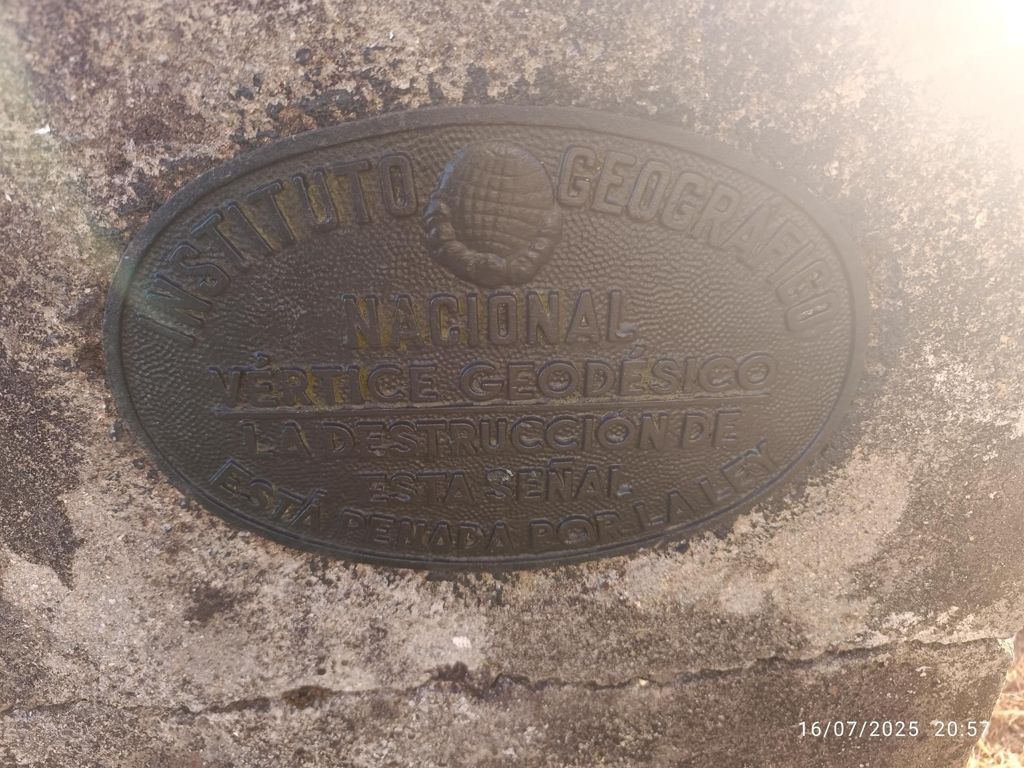 INSTITUTO GEOGRÁFICO
NACIONAL
VÉRTICE GEODÉSICO
LA DESTRUCCIÓN DE
ESTA SEÑAL
ESTÁ PENADA POR LA LEY
16/07/2025 20:57